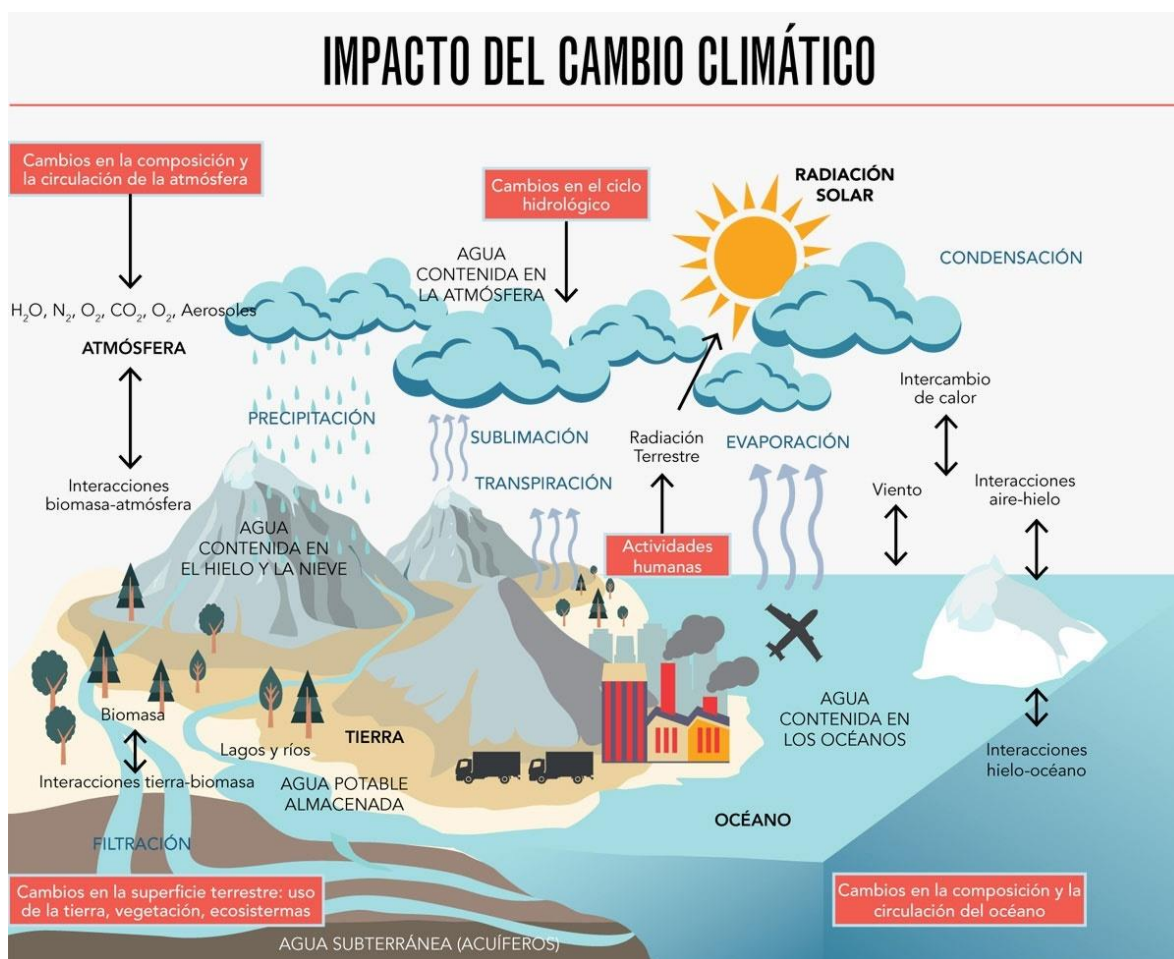 IMPACTO DEL CAMBIO CLIMÁTICO
Cambios en la composición y
la circulación de la atmósfera
Cambios en el ciclo
hidrológico
RADIACIÓN
SOLAR
AGUA
CONTENIDA EN
LA ATMÓSFERA
CONDENSACIÓN
H₂O, N₂, O₂, CO₂, O₂, Aerosoles
ATMÓSFERA
Intercambio
de calor
PRECIPITACIÓN
SUBLIMACIÓN
Radiación
Terrestre
EVAPORACIÓN
Interacciones
biomasa-atmósfera
TRANSPIRACIÓN
Viento
Interacciones
aire-hielo
AGUA
CONTENIDA EN
EL HIELO Y LA NIEVE
Actividades
humanas
Biomasa
Lagos y ríos
TIERRA
AGUA
CONTENIDA EN
LOS OCÉANOS
Interacciones
hielo-océano
Interacciones tierra-biomasa
AGUA POTABLE
ALMACENADA
OCÉANO
FILTRACIÓN
Cambios en la superficie terrestre: uso
de la tierra, vegetación, ecosistermas
Cambios en la composición y la
circulación del océano
AGUA SUBTERRÁNEA (ACUÍFEROS)